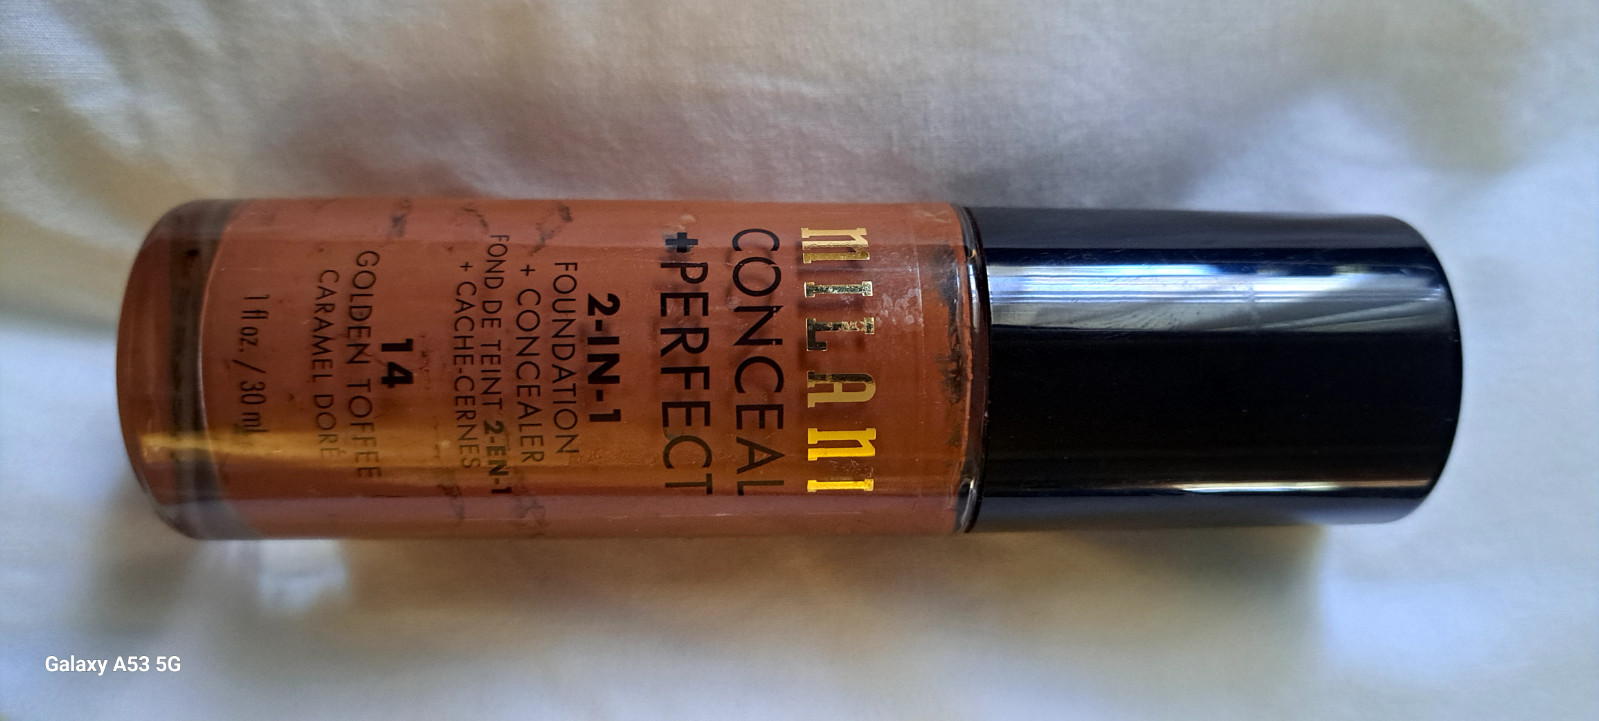 MILANI
CONCEAL
+PERFECT
2-IN-1
FOUNDATION
+ CONCEALER
FOND DE TEINT 2-EN-1
+ CACHE-CERNES
14
GOLDEN TOFFEE
CARAMEL DORÉ
1 fl oz. / 30 ml
Galaxy A53 5G